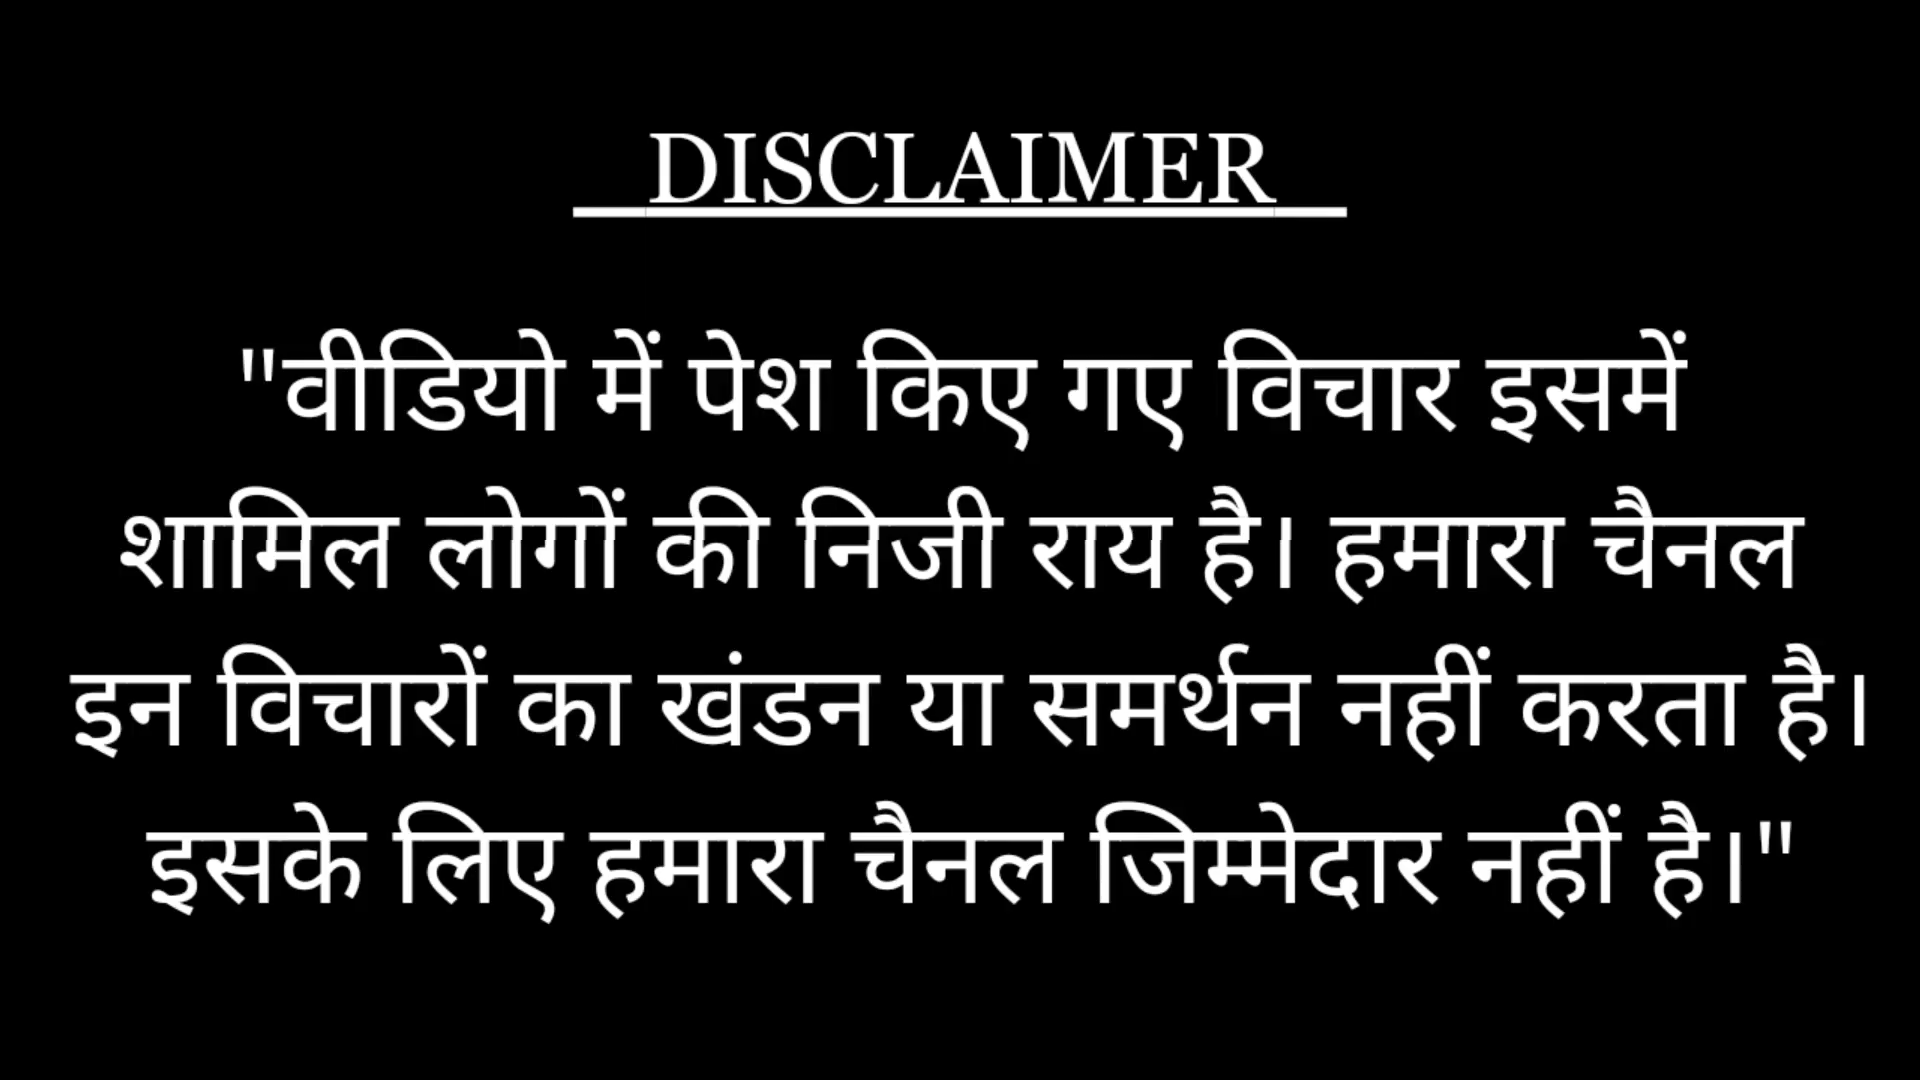 DISCLAIMER
"वीडियो में पेश किए गए विचार इसमें
शामिल लोगों की निजी राय है। हमारा चैनल
इन विचारों का खंडन या समर्थन नहीं करता है।
इसके लिए हमारा चैनल जिम्मेदार नहीं है।"